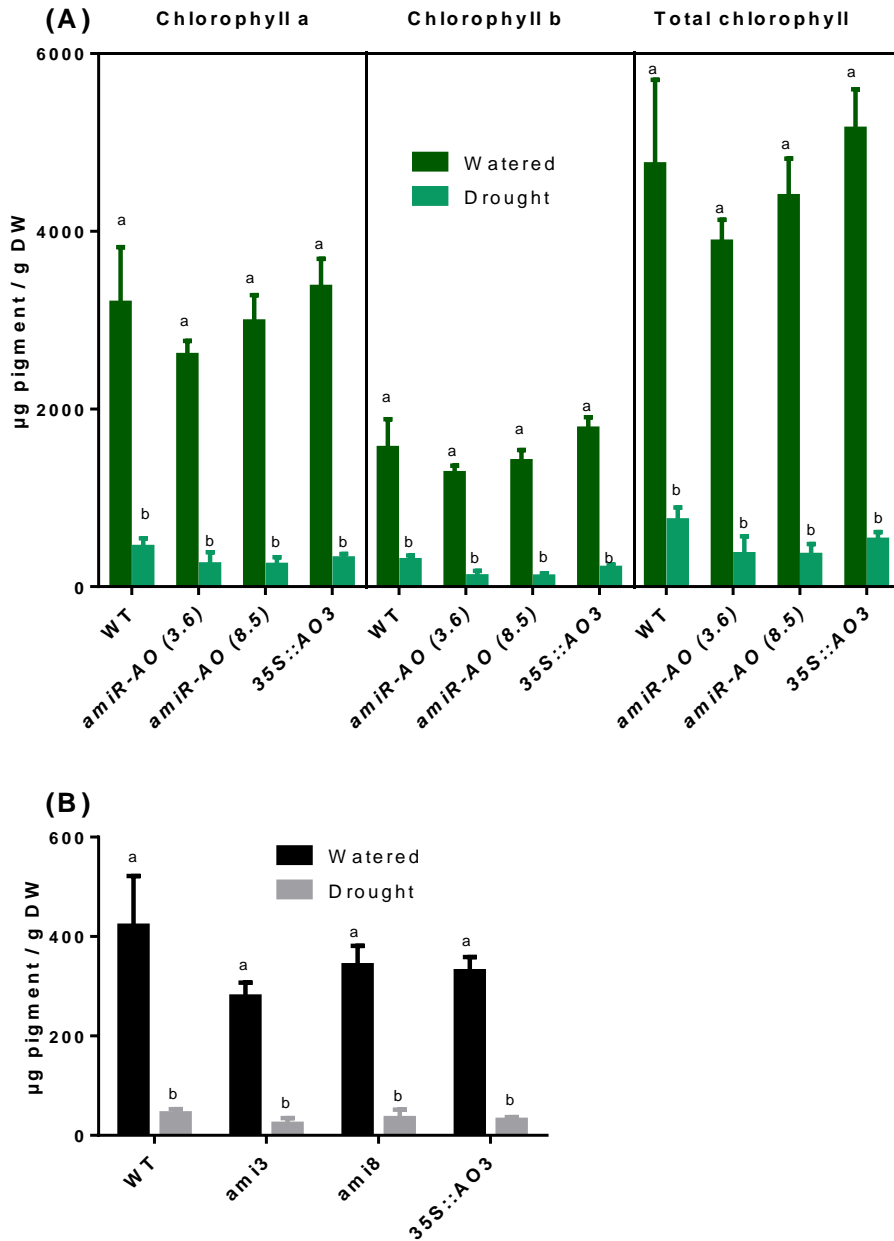 (A) Chlorophyll a Chlorophyll b Total chlorophyll
µg pigment / g DW
6000
4000
2000
0
Watered
Drought
a a a a
b b b b
a a a a
b b b b
a a a a
b b b b
WT amiR-AO (3.6) amiR-AO (8.5) 35S::AO3
WT amiR-AO (3.6) amiR-AO (8.5) 35S::AO3
WT amiR-AO (3.6) amiR-AO (8.5) 35S::AO3
(B)
µg pigment / g DW
600
400
200
0
Watered
Drought
a a a a
b b b b
WT ami3 ami8 35S::AO3